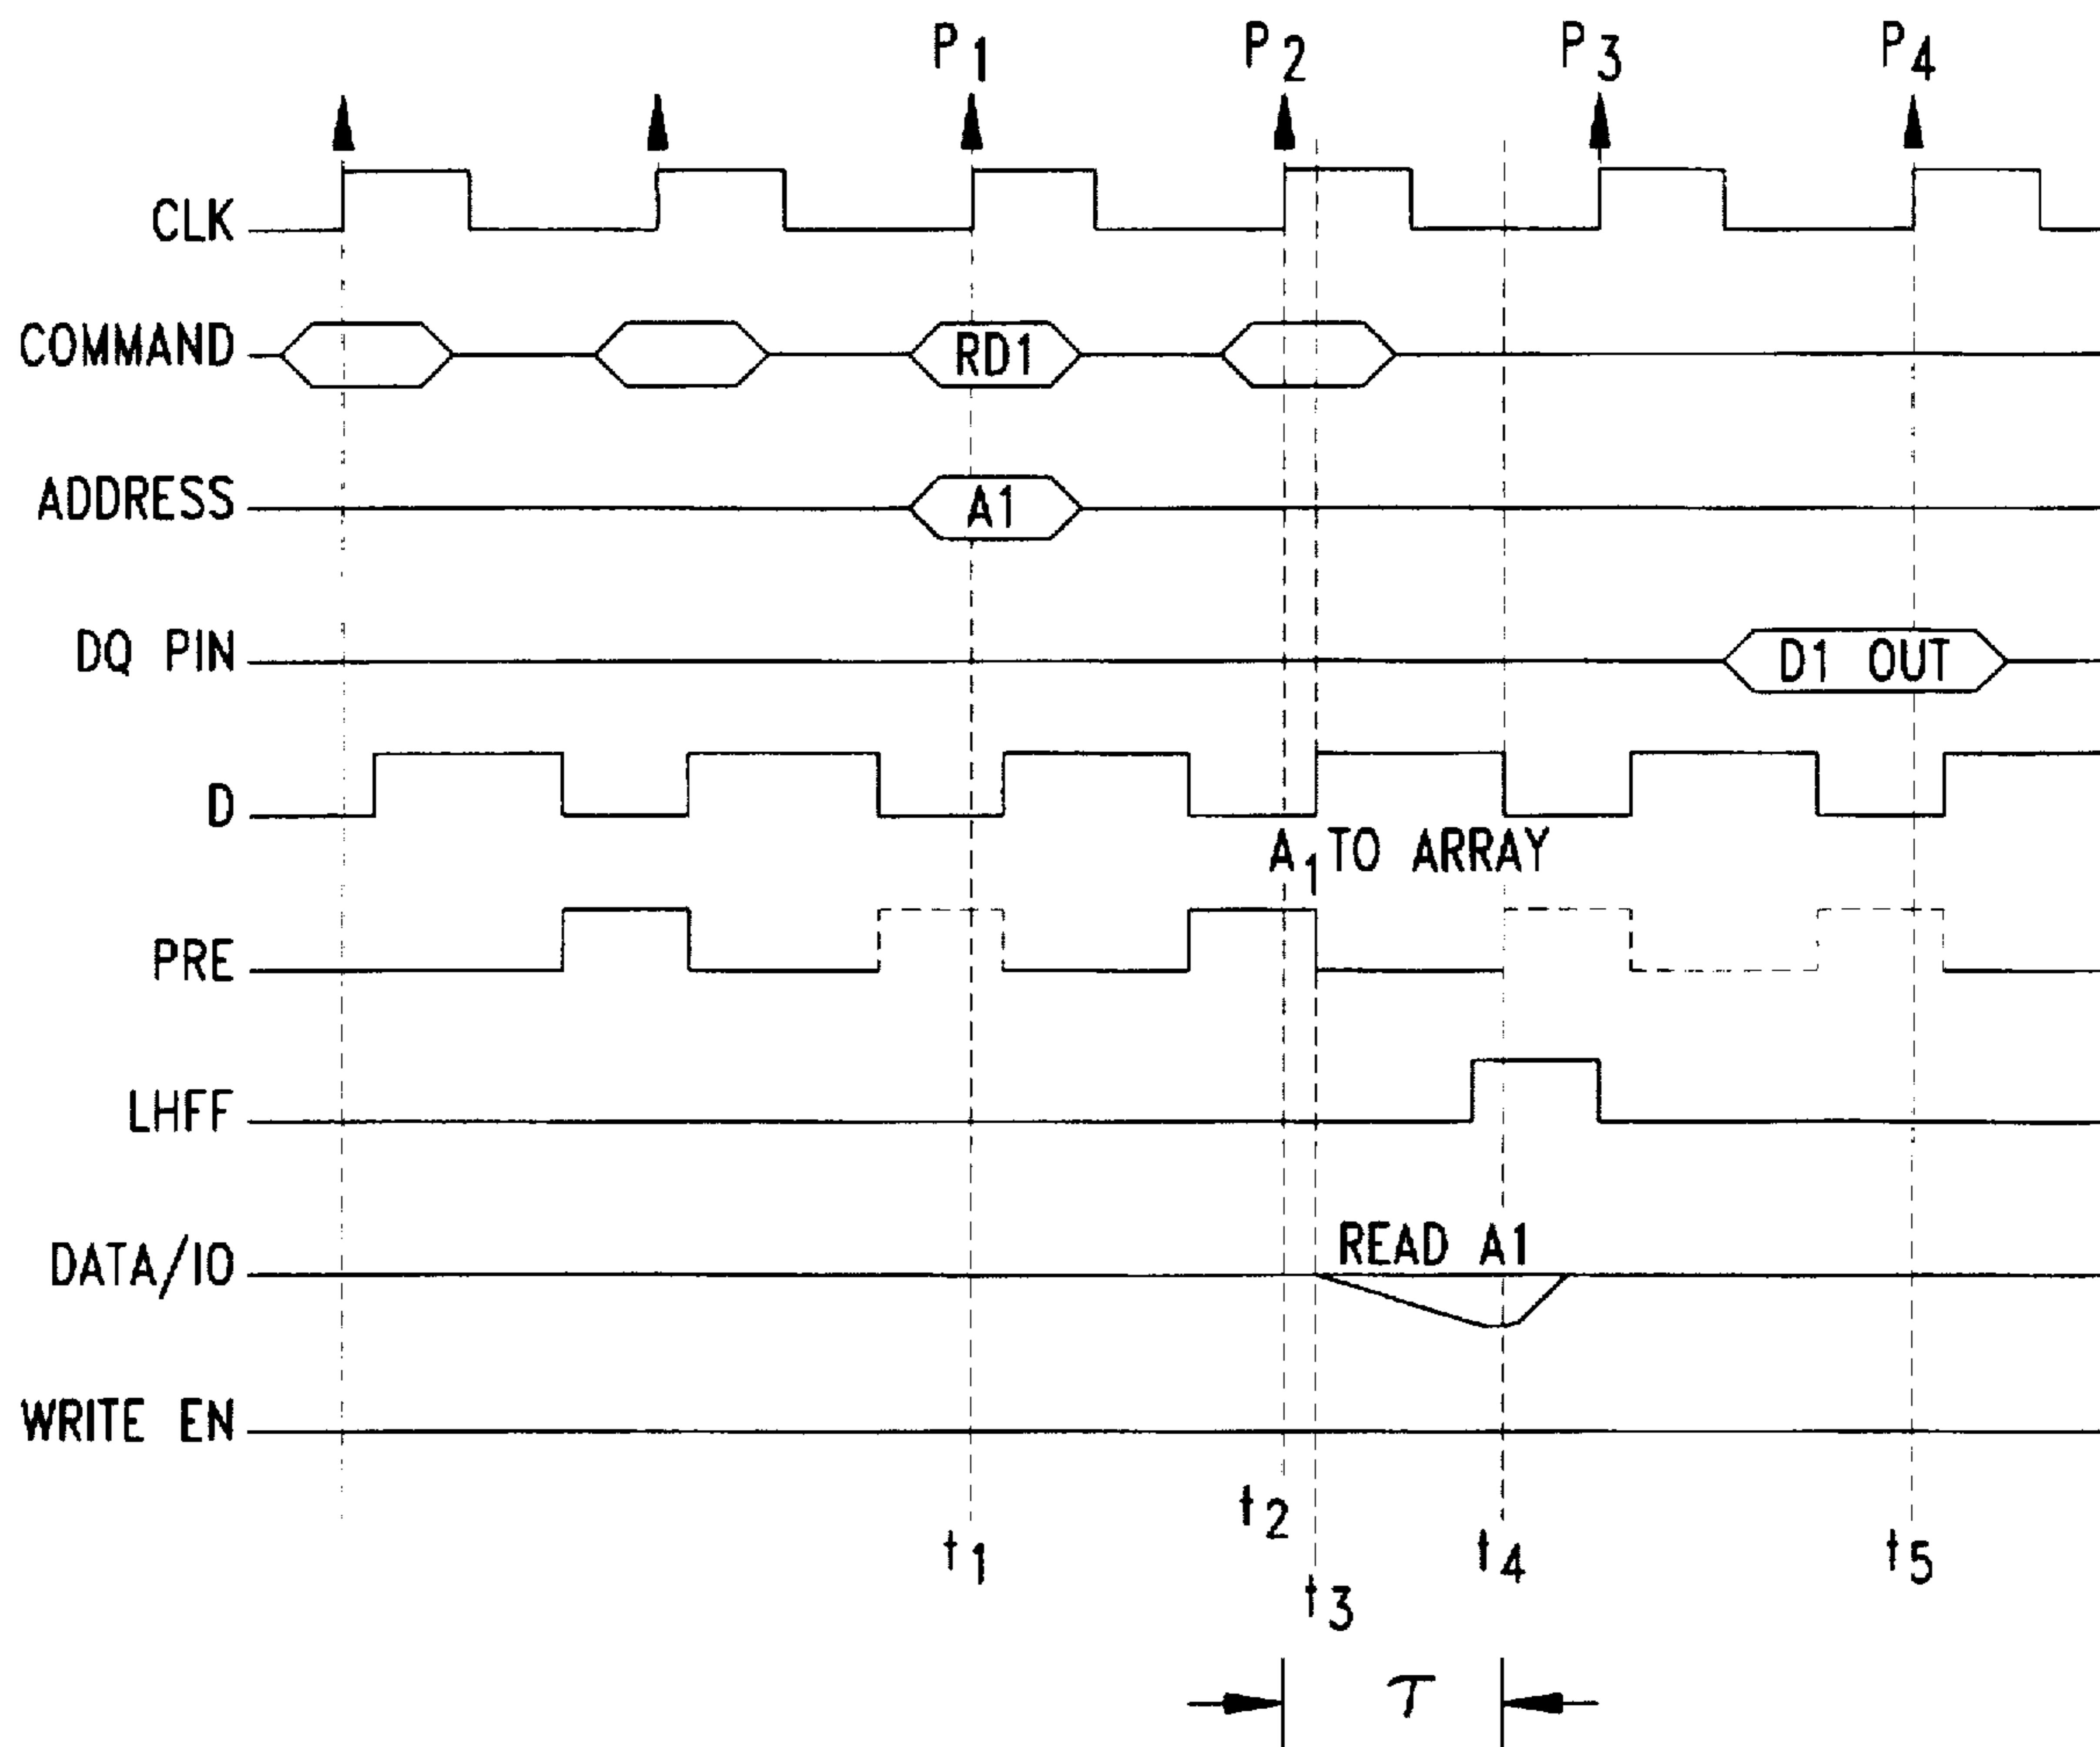 P1 P2 P3 P4
CLK
COMMAND RD1
ADDRESS A1
DQ PIN D1 OUT
D
A1 TO ARRAY
PRE
LHFF
READ A1
DATA/IO
WRITE EN
t1 t2 t3 t4 t5
τ